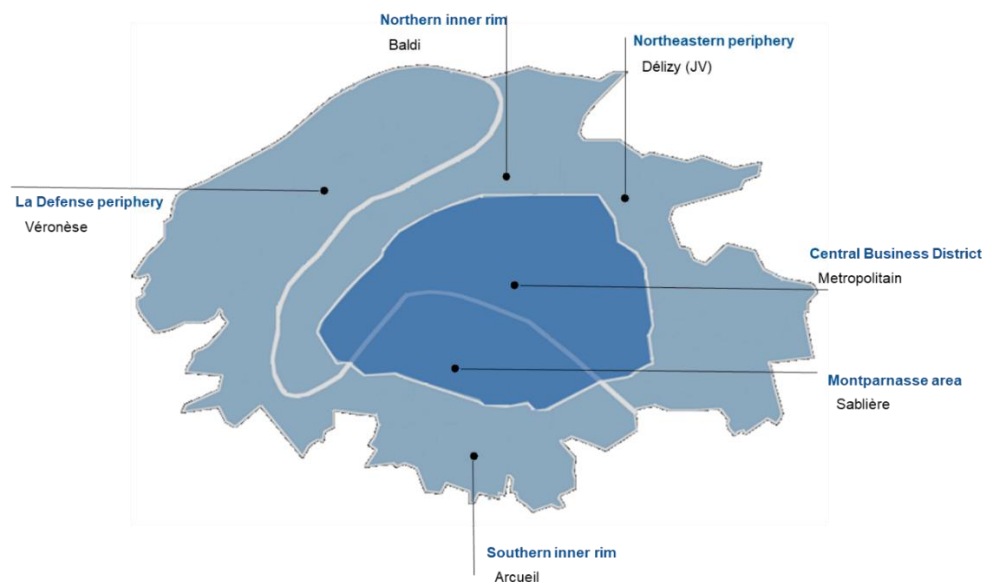 Northern inner rim
Baldi
Northeastern periphery
Délizy (JV)
La Defense periphery
Véronèse
Central Business District
Metropolitain
Montparnasse area
Sablière
Southern inner rim
Arcueil